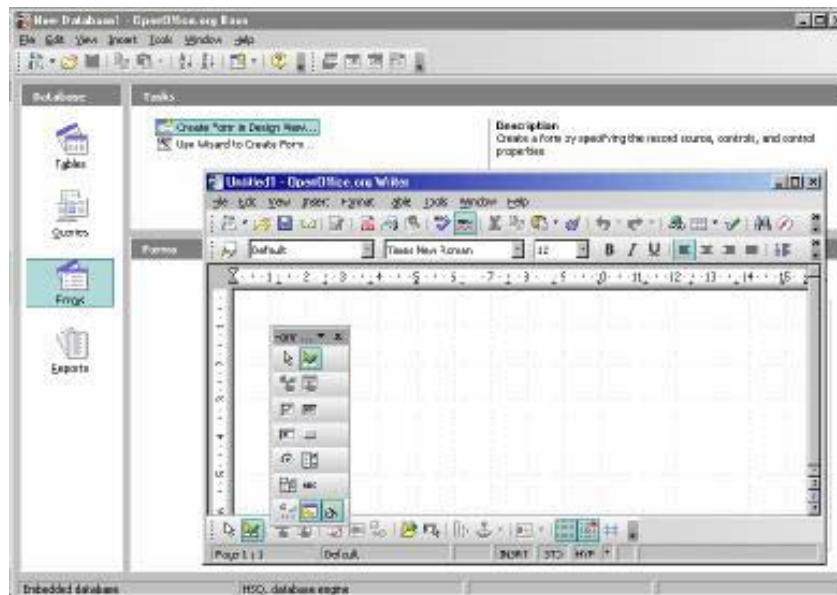 New Database1 - OpenOffice.org Base
File Edit View Insert Tools Window Help
Database
Tasks
Tables
Queries
Forms
Reports
Create Form in Design View...
Use Wizard to Create Form...
Description
Create a form by specifying the record source, controls, and control
properties
Forms
Untitled1 - OpenOffice.org Writer
File Edit View Insert Format Table Tools Window Help
Default Times New Roman 12 B I U
Form ...
ABC
Page 1 / 1 Default INSRT STD HYP *
Embedded database HSQL database engine